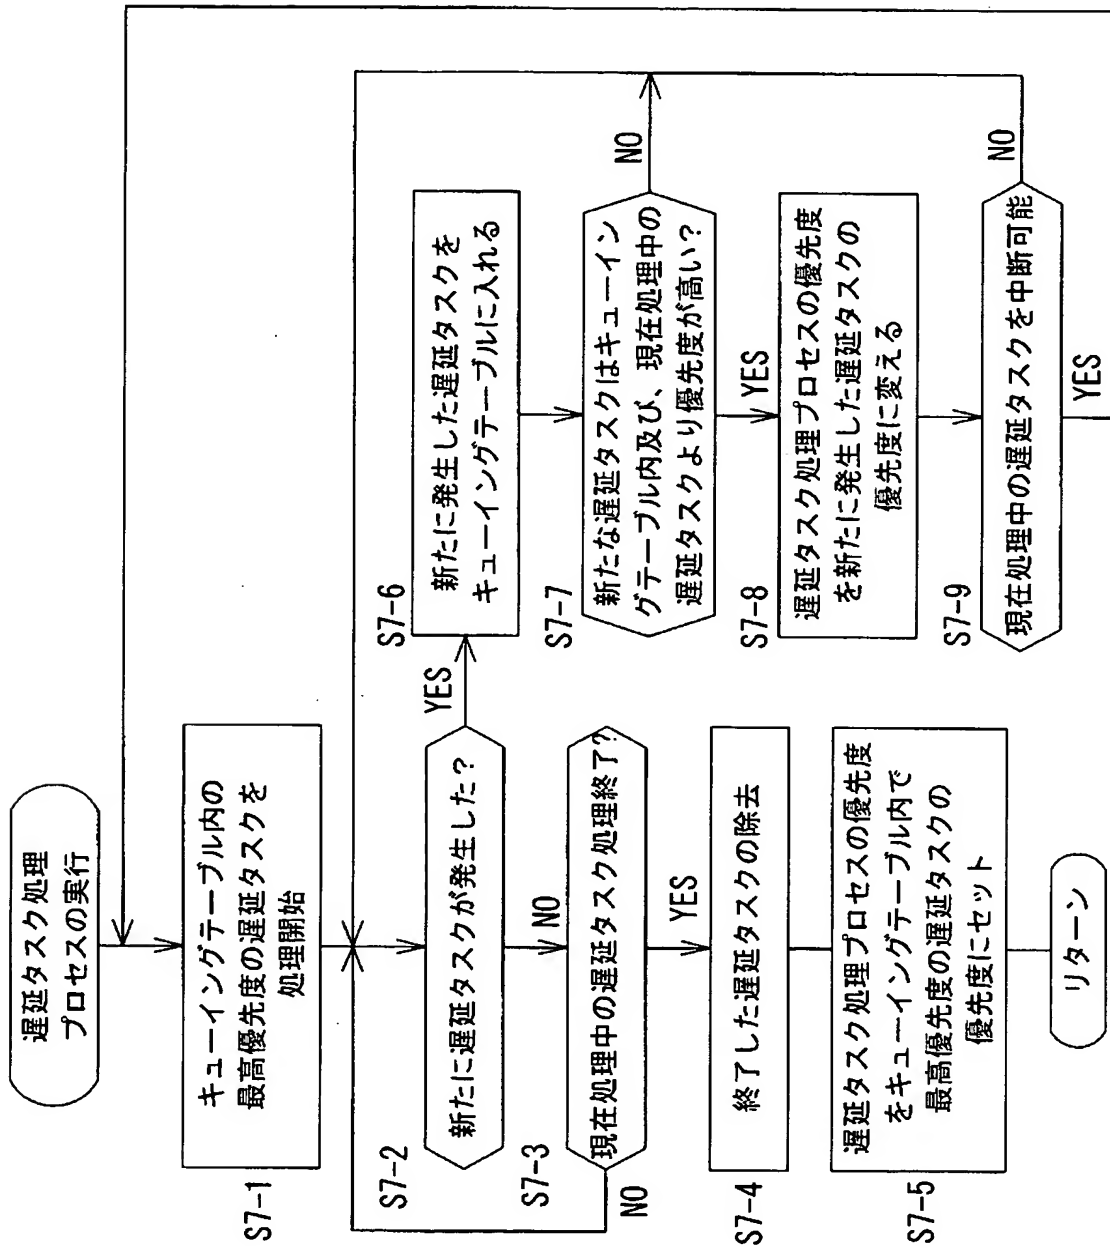 遅延タスク処理
プロセスの実行
S7-1
キューイングテーブル内の
最高優先度の遅延タスクを
処理開始
S7-2
新たに遅延タスクが発生した?
YES
NO
S7-3
現在処理中の遅延タスク処理終了?
NO
YES
S7-4
終了した遅延タスクの除去
S7-5
遅延タスク処理プロセスの優先度
をキューイングテーブル内で
最高優先度の遅延タスクの
優先度にセット
リターン
S7-6
新たに発生した遅延タスクを
キューイングテーブルに入れる
S7-7
新たな遅延タスクはキューイン
グテーブル内及び、現在処理中の
遅延タスクより優先度が高い?
NO
YES
S7-8
遅延タスク処理プロセスの優先度
を新たに発生した遅延タスクの
優先度に変える
S7-9
現在処理中の遅延タスクを中断可能
NO
YES